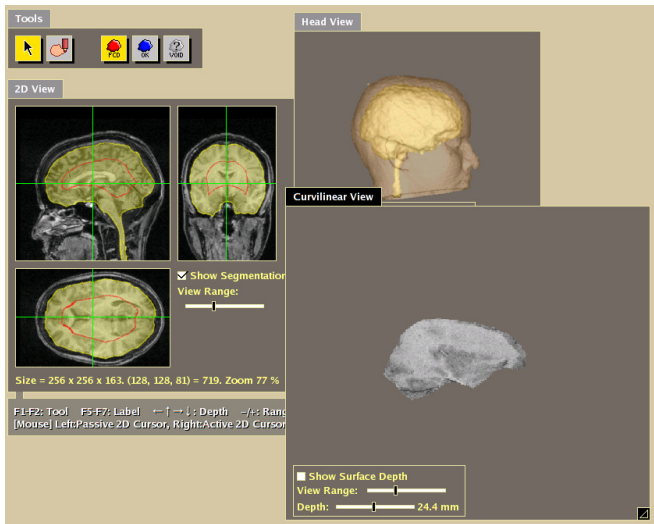 Tools
FCD
OK
VOID
2D View
Show Segmentation
View Range:
Size = 256 x 256 x 163. (128, 128, 81) = 719. Zoom 77 %
F1-F2: Tool F5-F7: Label ←↑→↓: Depth -/+: Rang
[Mouse] Left:Passive 2D Cursor, Right:Active 2D Cursor
Head View
Curvilinear View
Show Surface Depth
View Range:
Depth: 24.4 mm